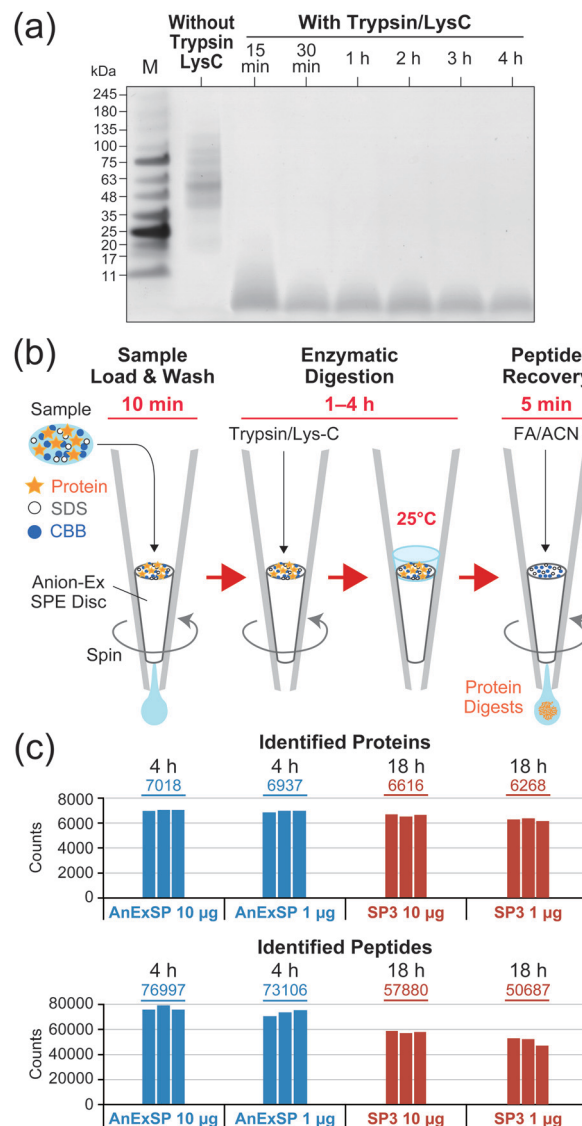 (a)
Without
Trypsin
LysC
With Trypsin/LysC
kDa
M
15
min
30
min
1 h
2 h
3 h
4 h
245
180
135
100
75
63
48
35
25
20
17
11
(b)
Sample
Load & Wash
Enzymatic
Digestion
Peptide
Recovery
10 min
1–4 h
5 min
Sample
Trypsin/Lys-C
FA/ACN
Protein
SDS
CBB
25°C
Anion-Ex
SPE Disc
Spin
Protein
Digests
(c)
Identified Proteins
4 h
4 h
18 h
18 h
7018
6937
6616
6268
Counts
8000
6000
4000
2000
0
AnExSP 10 µg
AnExSP 1 µg
SP3 10 µg
SP3 1 µg
Identified Peptides
4 h
4 h
18 h
18 h
76997
73106
57880
50687
Counts
80000
60000
40000
20000
0
AnExSP 10 µg
AnExSP 1 µg
SP3 10 µg
SP3 1 µg